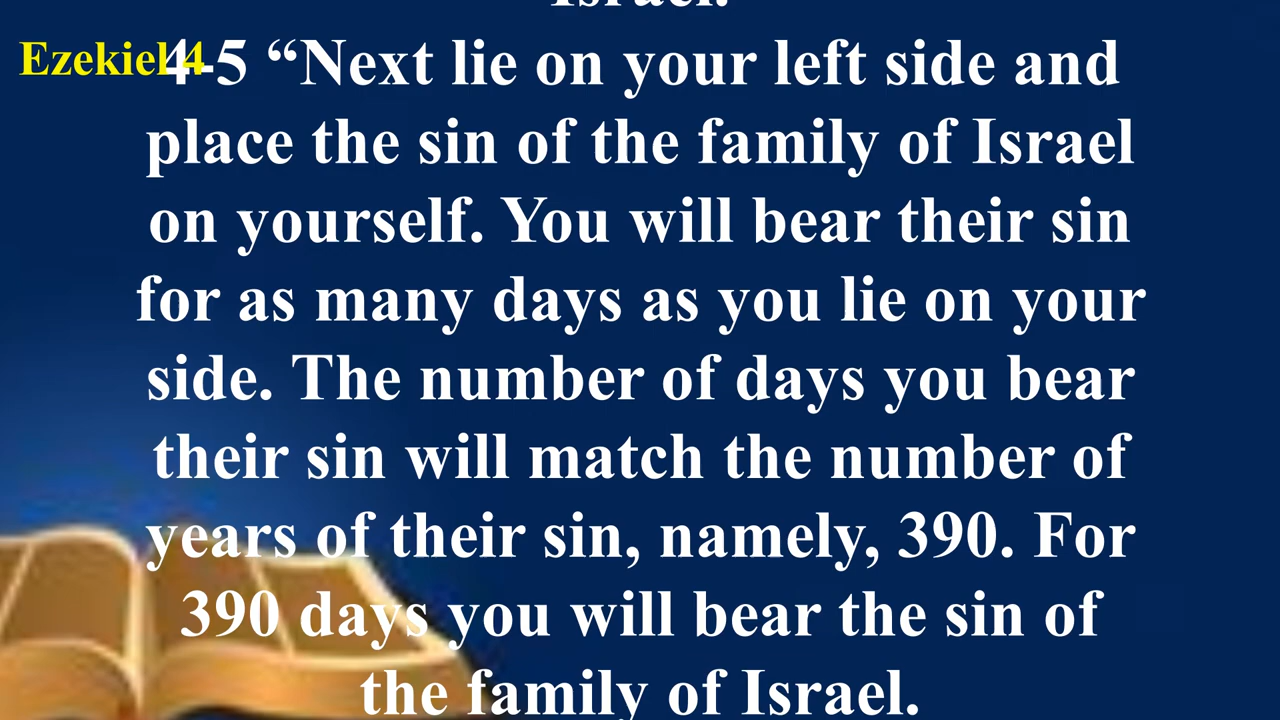 Israel.
Ezekiel 4
4-5 “Next lie on your left side and
place the sin of the family of Israel
on yourself. You will bear their sin
for as many days as you lie on your
side. The number of days you bear
their sin will match the number of
years of their sin, namely, 390. For
390 days you will bear the sin of
the family of Israel.